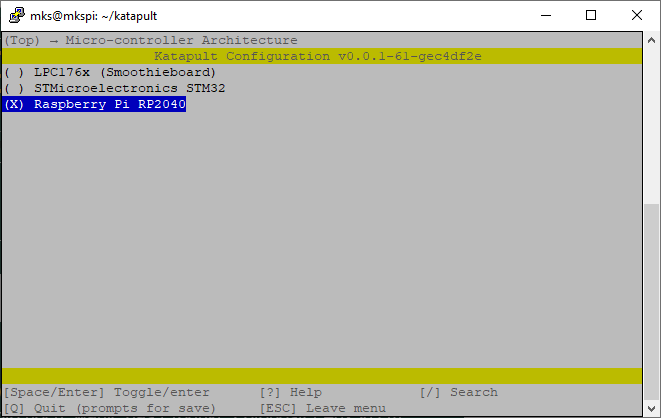 mks@mkspi: ~/katapult
(Top) → Micro-controller Architecture
Katapult Configuration v0.0.1-61-gec4df2e
( ) LPC176x (Smoothieboard)
( ) STMicroelectronics STM32
(X) Raspberry Pi RP2040
[Space/Enter] Toggle/enter [?] Help [/] Search
[Q] Quit (prompts for save) [ESC] Leave menu